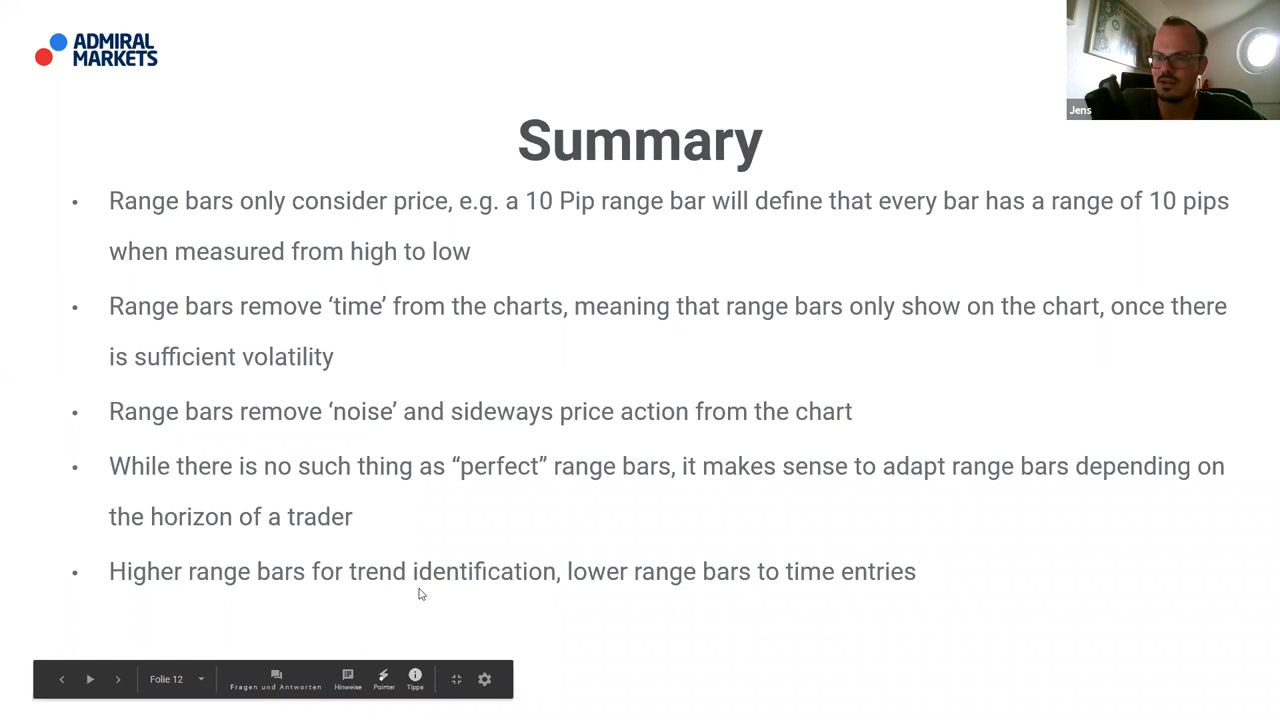 ADMIRAL
MARKETS
Jens
Summary
• Range bars only consider price, e.g. a 10 Pip range bar will define that every bar has a range of 10 pips
when measured from high to low
• Range bars remove ‘time’ from the charts, meaning that range bars only show on the chart, once there
is sufficient volatility
• Range bars remove ‘noise’ and sideways price action from the chart
• While there is no such thing as “perfect” range bars, it makes sense to adapt range bars depending on
the horizon of a trader
• Higher range bars for trend identification, lower range bars to time entries
Folie 12
Fragen und Antworten
Hinweise
Pointer
Tipps